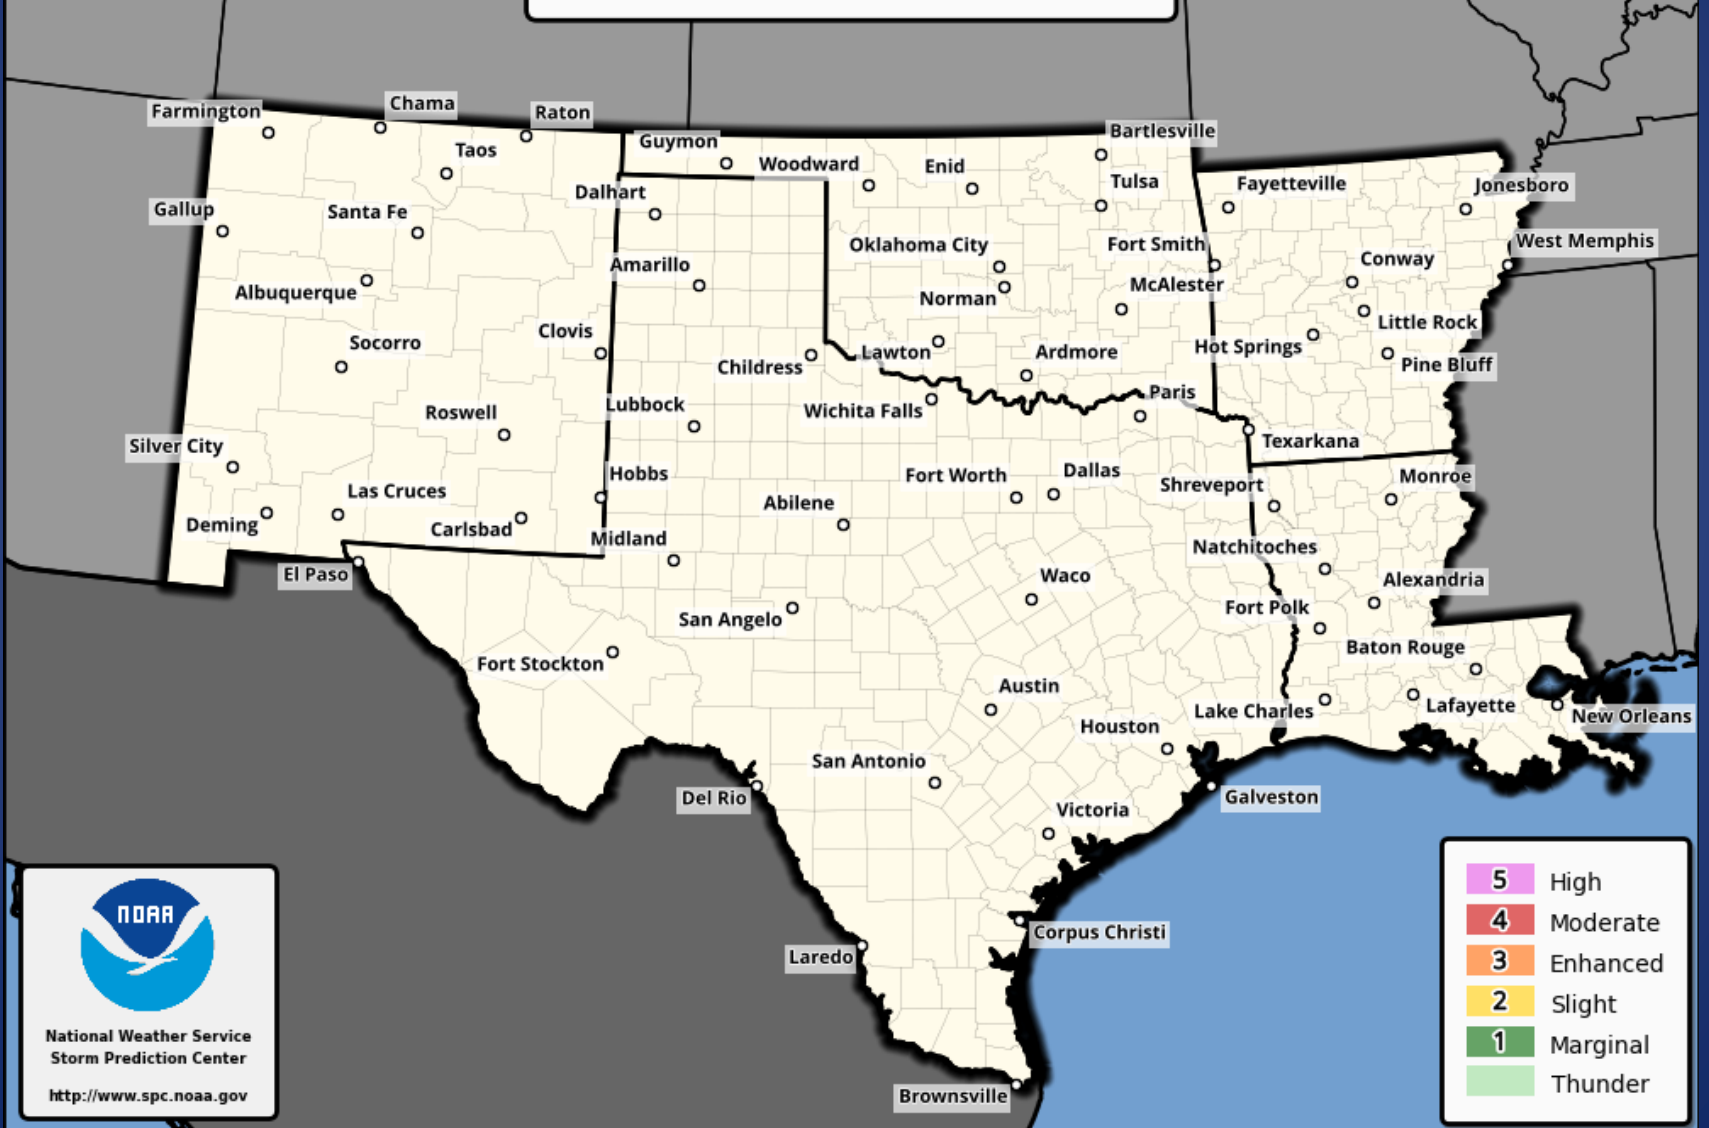 Farmington
Chama
Raton
Taos
Guymon
Woodward
Enid
Bartlesville
Tulsa
Fayetteville
Jonesboro
Gallup
Santa Fe
Dalhart
Oklahoma City
Fort Smith
West Memphis
Conway
Albuquerque
Amarillo
Norman
McAlester
Little Rock
Socorro
Clovis
Childress
Lawton
Ardmore
Hot Springs
Pine Bluff
Roswell
Lubbock
Wichita Falls
Paris
Texarkana
Silver City
Las Cruces
Hobbs
Abilene
Fort Worth
Dallas
Shreveport
Monroe
Deming
Carlsbad
Midland
Natchitoches
El Paso
Waco
Alexandria
San Angelo
Fort Polk
Fort Stockton
Baton Rouge
Austin
Lake Charles
Lafayette
New Orleans
Houston
San Antonio
Del Rio
Galveston
Victoria
Corpus Christi
Laredo
Brownsville
NOAA
National Weather Service
Storm Prediction Center
http://www.spc.noaa.gov
5 High
4 Moderate
3 Enhanced
2 Slight
1 Marginal
Thunder